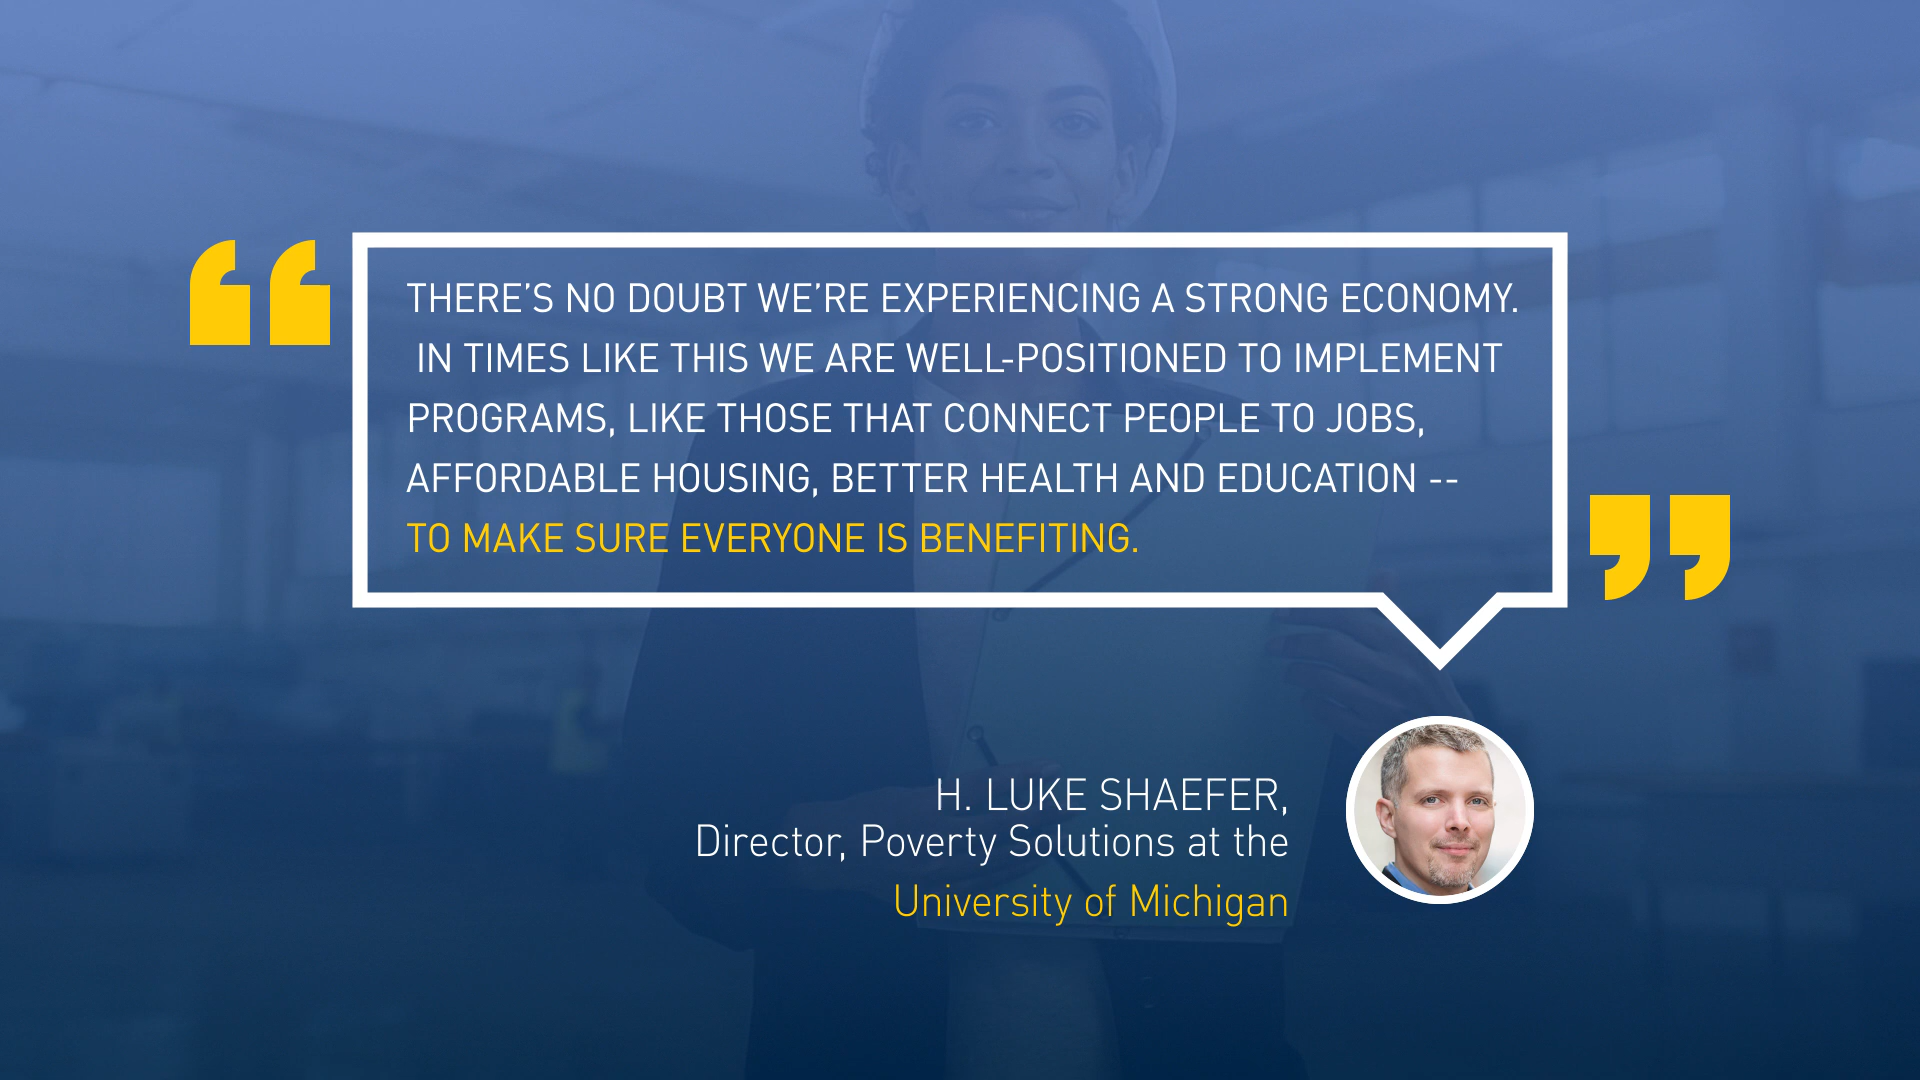 THERE’S NO DOUBT WE’RE EXPERIENCING A STRONG ECONOMY.
IN TIMES LIKE THIS WE ARE WELL-POSITIONED TO IMPLEMENT
PROGRAMS, LIKE THOSE THAT CONNECT PEOPLE TO JOBS,
AFFORDABLE HOUSING, BETTER HEALTH AND EDUCATION --
TO MAKE SURE EVERYONE IS BENEFITING.
H. LUKE SHAEFER,
Director, Poverty Solutions at the
University of Michigan